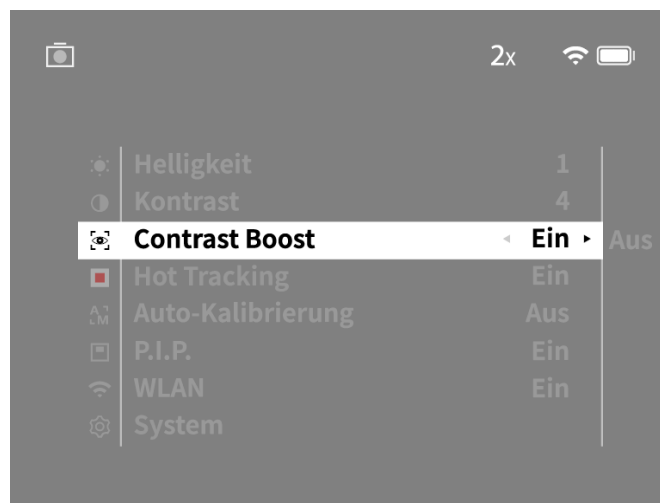 2x
Helligkeit 1
Kontrast 4
Contrast Boost Ein Aus
Hot Tracking Ein
Auto-Kalibrierung Aus
P.I.P. Ein
WLAN Ein
System